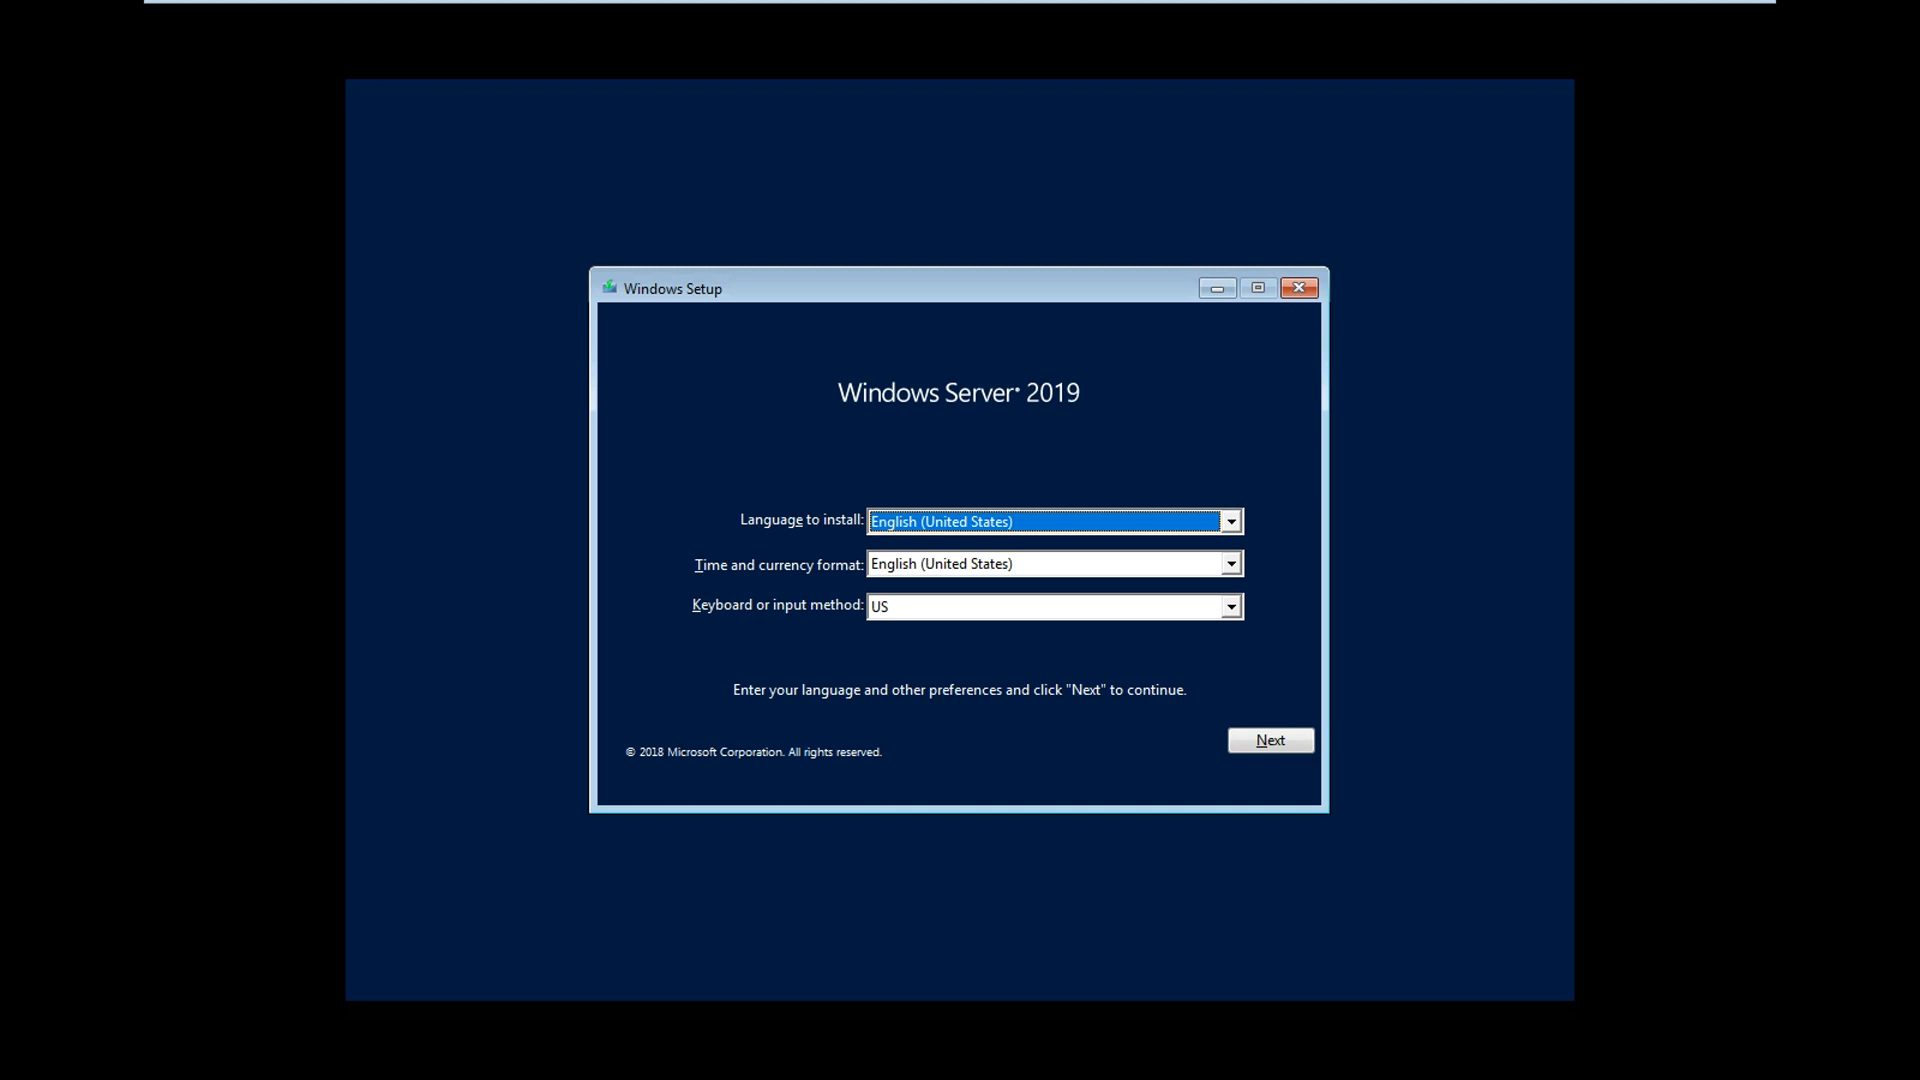 Windows Setup
Windows Server® 2019
Language to install: English (United States)
Time and currency format: English (United States)
Keyboard or input method: US
Enter your language and other preferences and click "Next" to continue.
Next
© 2018 Microsoft Corporation. All rights reserved.